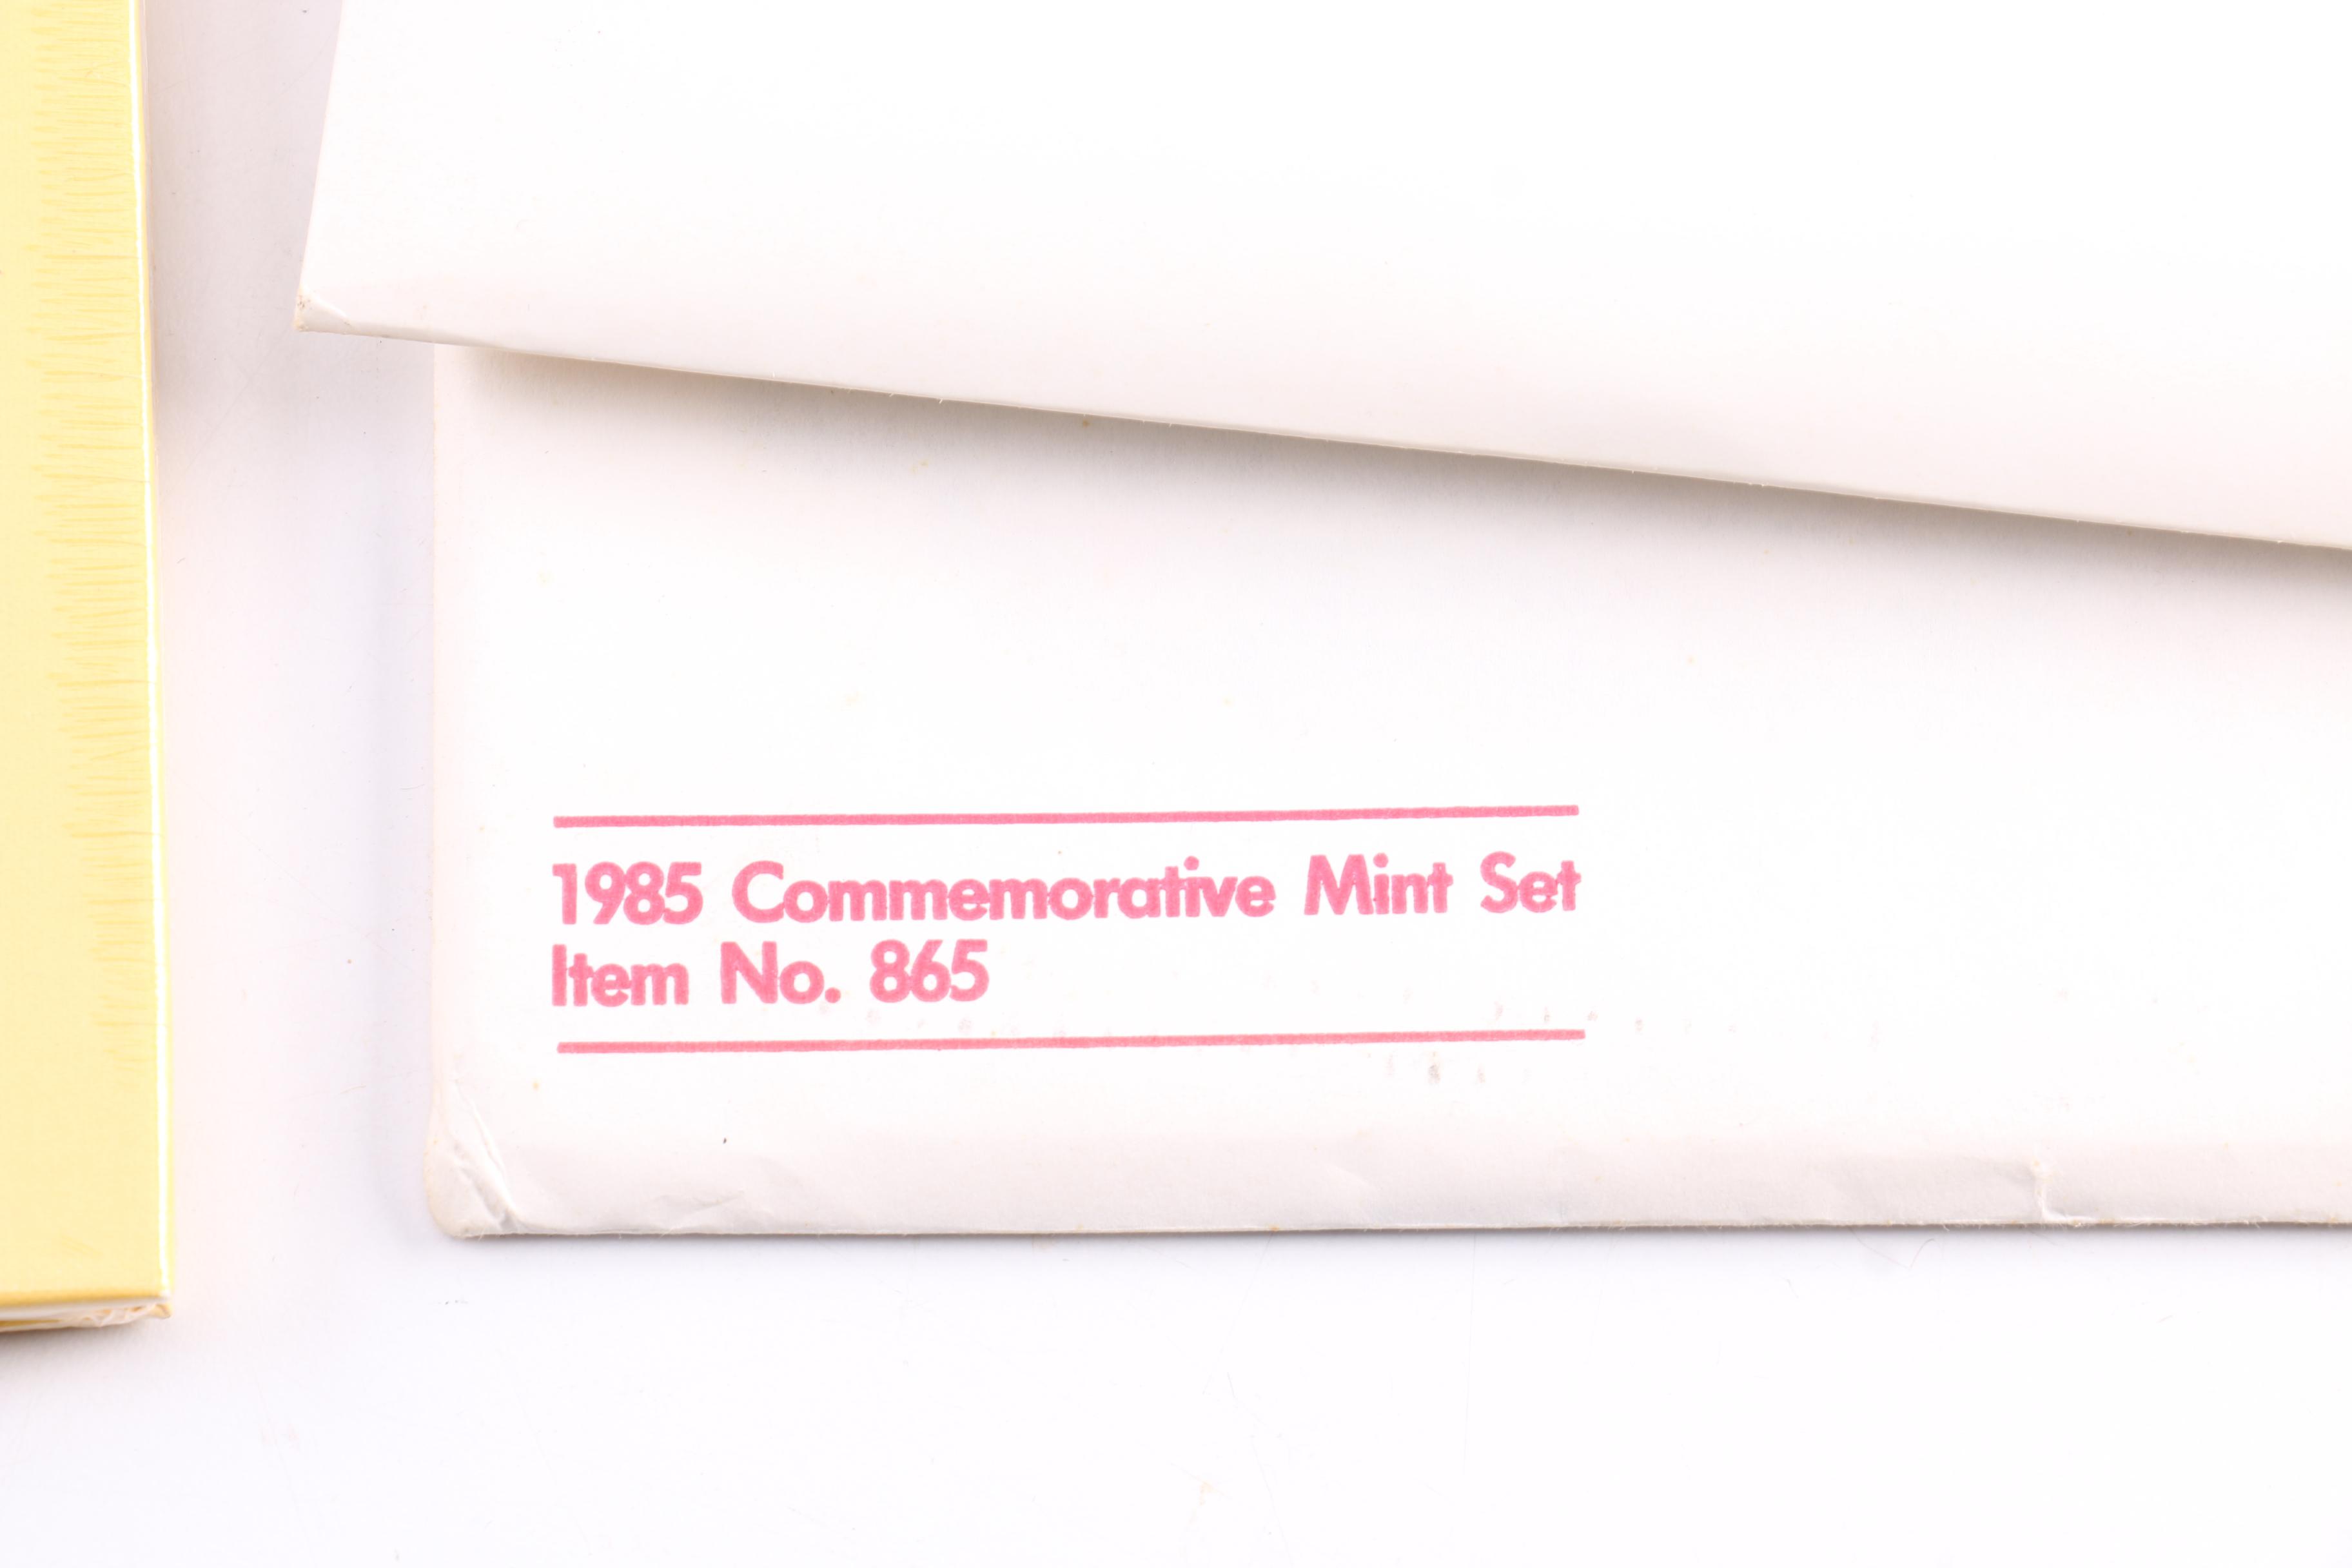 1985 Commemorative Mint Set
Item No. 865